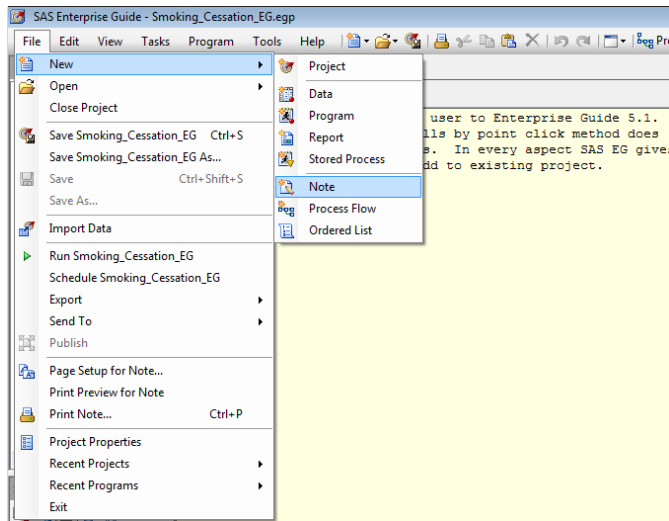 SAS Enterprise Guide - Smoking_Cessation_EG.egp
File Edit View Tasks Program Tools Help
New
Open
Close Project
Save Smoking_Cessation_EG Ctrl+S
Save Smoking_Cessation_EG As...
Save Ctrl+Shift+S
Save As...
Import Data
Run Smoking_Cessation_EG
Schedule Smoking_Cessation_EG
Export
Send To
Publish
Page Setup for Note...
Print Preview for Note
Print Note... Ctrl+P
Project Properties
Recent Projects
Recent Programs
Exit
Project
Data
Program
Report
Stored Process
Note
Process Flow
Ordered List
user to Enterprise Guide 5.1.
lls by point click method does
s. In every aspect SAS EG give
dd to existing project.